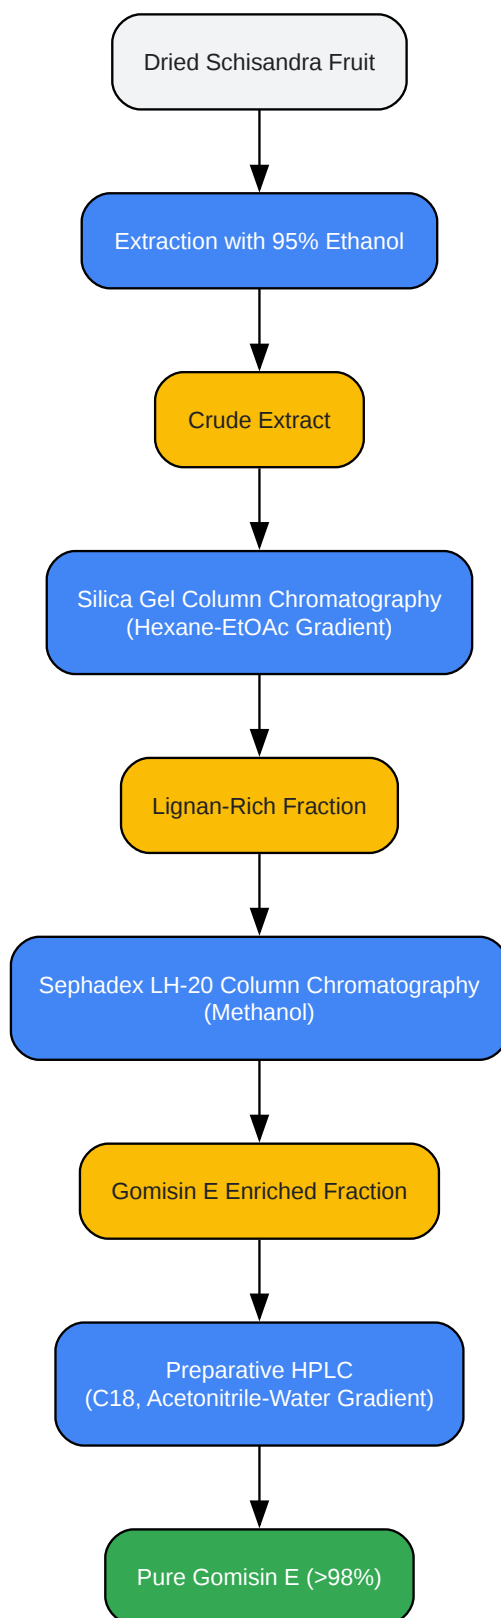 Dried Schisandra Fruit
Extraction with 95% Ethanol
Crude Extract
Silica Gel Column Chromatography
(Hexane-EtOAc Gradient)
Lignan-Rich Fraction
Sephadex LH-20 Column Chromatography
(Methanol)
Gomisin E Enriched Fraction
Preparative HPLC
(C18, Acetonitrile-Water Gradient)
Pure Gomisin E (>98%)